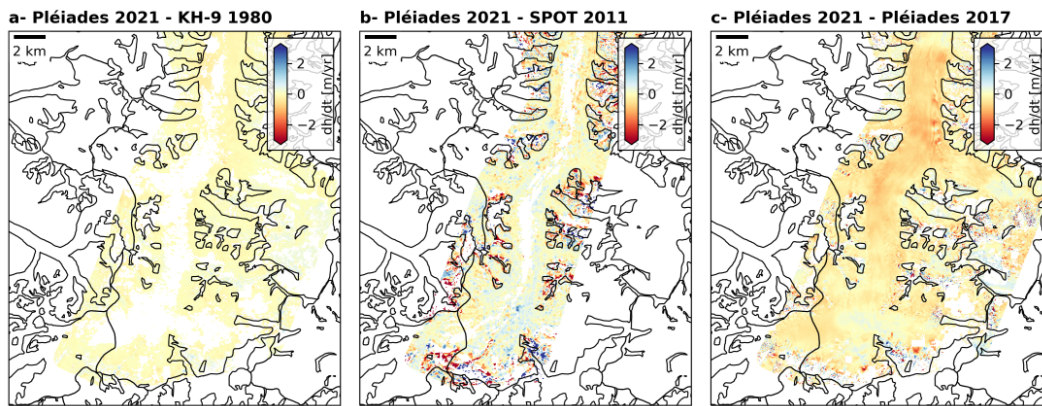 a- Pléiades 2021 - KH-9 1980
b- Pléiades 2021 - SPOT 2011
c- Pléiades 2021 - Pléiades 2017
2 km
2
0
−2
dh/dt [m/yr]
2 km
2
0
−2
dh/dt [m/yr]
2 km
2
0
−2
dh/dt [m/yr]